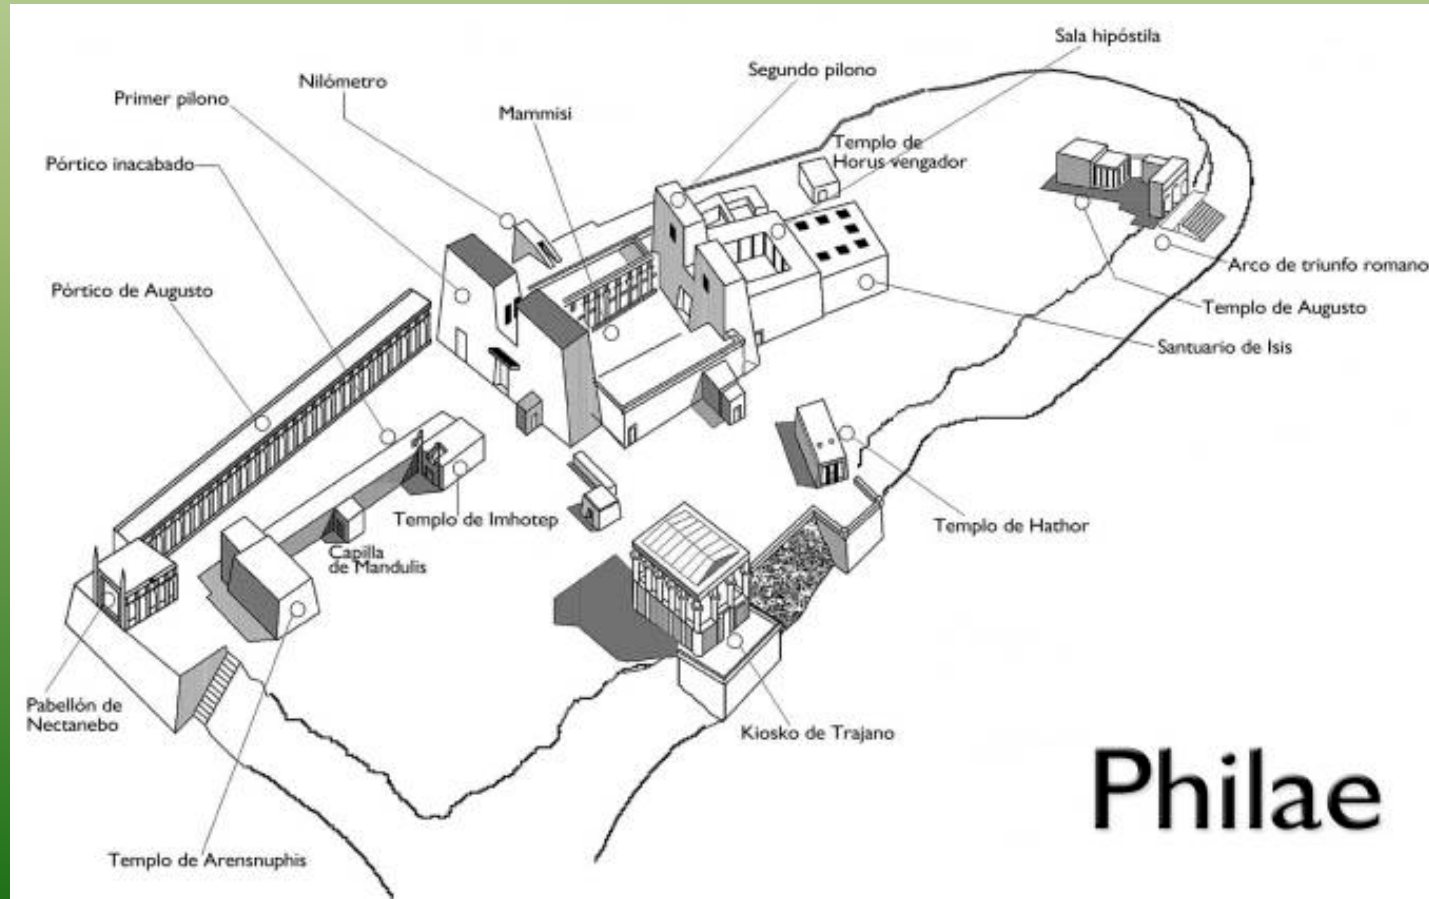 Sala hipóstila
Segundo pilono
Nilómetro
Primer pilono
Mammisi
Templo de
Horus vengador
Pórtico inacabado
Arco de triunfo romano
Pórtico de Augusto
Templo de Augusto
Santuario de Isis
Templo de Imhotep
Templo de Hathor
Capilla
de Mandulis
Pabellón de
Nectanebo
Kiosko de Trajano
Philae
Templo de Arensnuphis